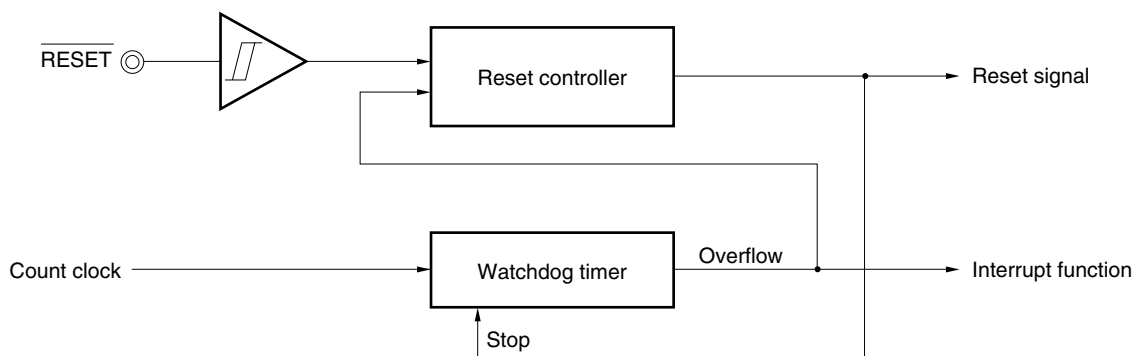 RESET
Reset controller
Reset signal
Count clock
Watchdog timer
Overflow
Interrupt function
Stop